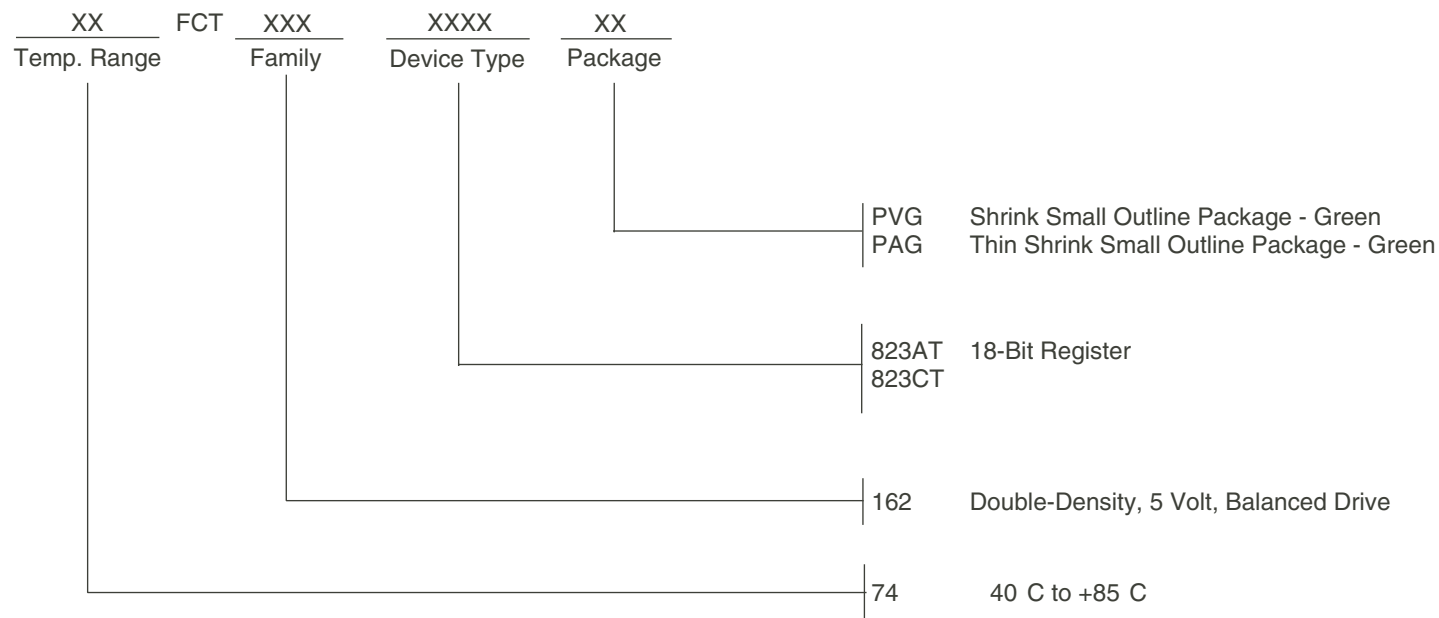 XX FCT XXX XXXX XX
Temp. Range Family Device Type Package
PVG Shrink Small Outline Package - Green
PAG Thin Shrink Small Outline Package - Green
823AT 18-Bit Register
823CT
162 Double-Density, 5 Volt, Balanced Drive
74 40 C to +85 C